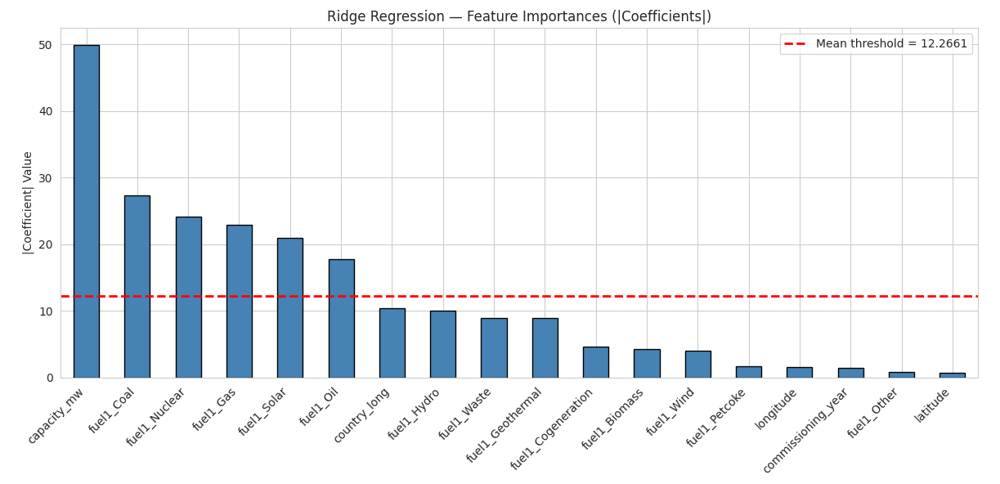 Ridge Regression — Feature Importances (|Coefficients|)
Mean threshold = 12.2661
|Coefficient| Value
50
40
30
20
10
0
capacity_mw
fuel1_Coal
fuel1_Nuclear
fuel1_Gas
fuel1_Solar
fuel1_Oil
country_long
fuel1_Hydro
fuel1_Waste
fuel1_Geothermal
fuel1_Cogeneration
fuel1_Biomass
fuel1_Wind
fuel1_Petcoke
longitude
commissioning_year
fuel1_Other
latitude